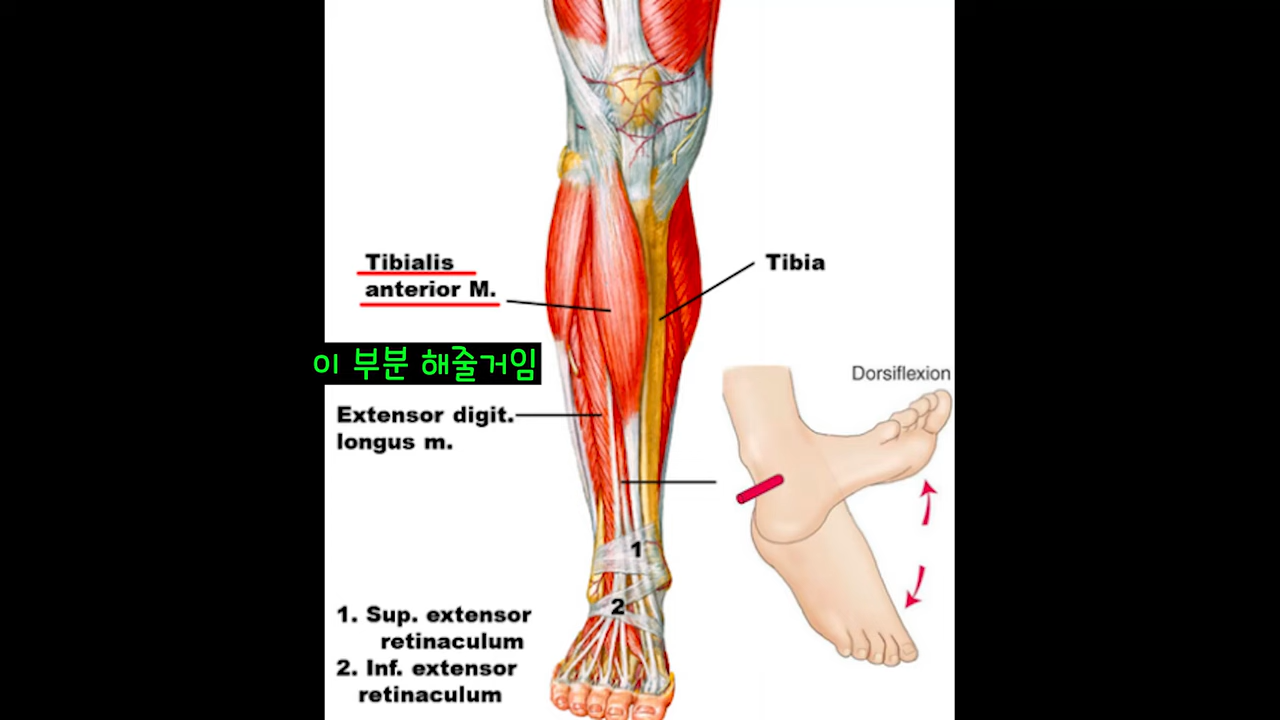 Tibialis
anterior M.
Tibia
이 부분 해줄거임
Dorsiflexion
Extensor digit.
longus m.
1
2
1. Sup. extensor
retinaculum
2. Inf. extensor
retinaculum